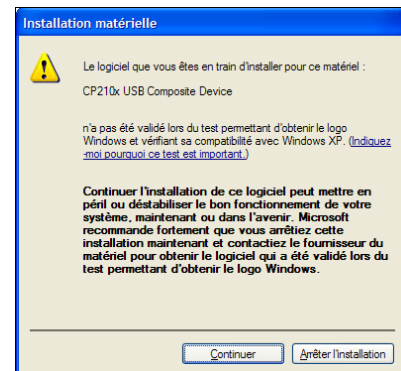 Installation matérielle
Le logiciel que vous êtes en train d'installer pour ce matériel :
CP210x USB Composite Device
n'a pas été validé lors du test permettant d'obtenir le logo
Windows et vérifiant sa compatibilité avec Windows XP. (Indiquez
-moi pourquoi ce test est important.)
Continuer l'installation de ce logiciel peut mettre en
péril ou déstabiliser le bon fonctionnement de votre
système, maintenant ou dans l'avenir. Microsoft
recommande fortement que vous arrêtiez cette
installation maintenant et contactiez le fournisseur du
matériel pour obtenir le logiciel qui a été validé lors du
test permettant d'obtenir le logo Windows.
Continuer
Arrêter l'installation